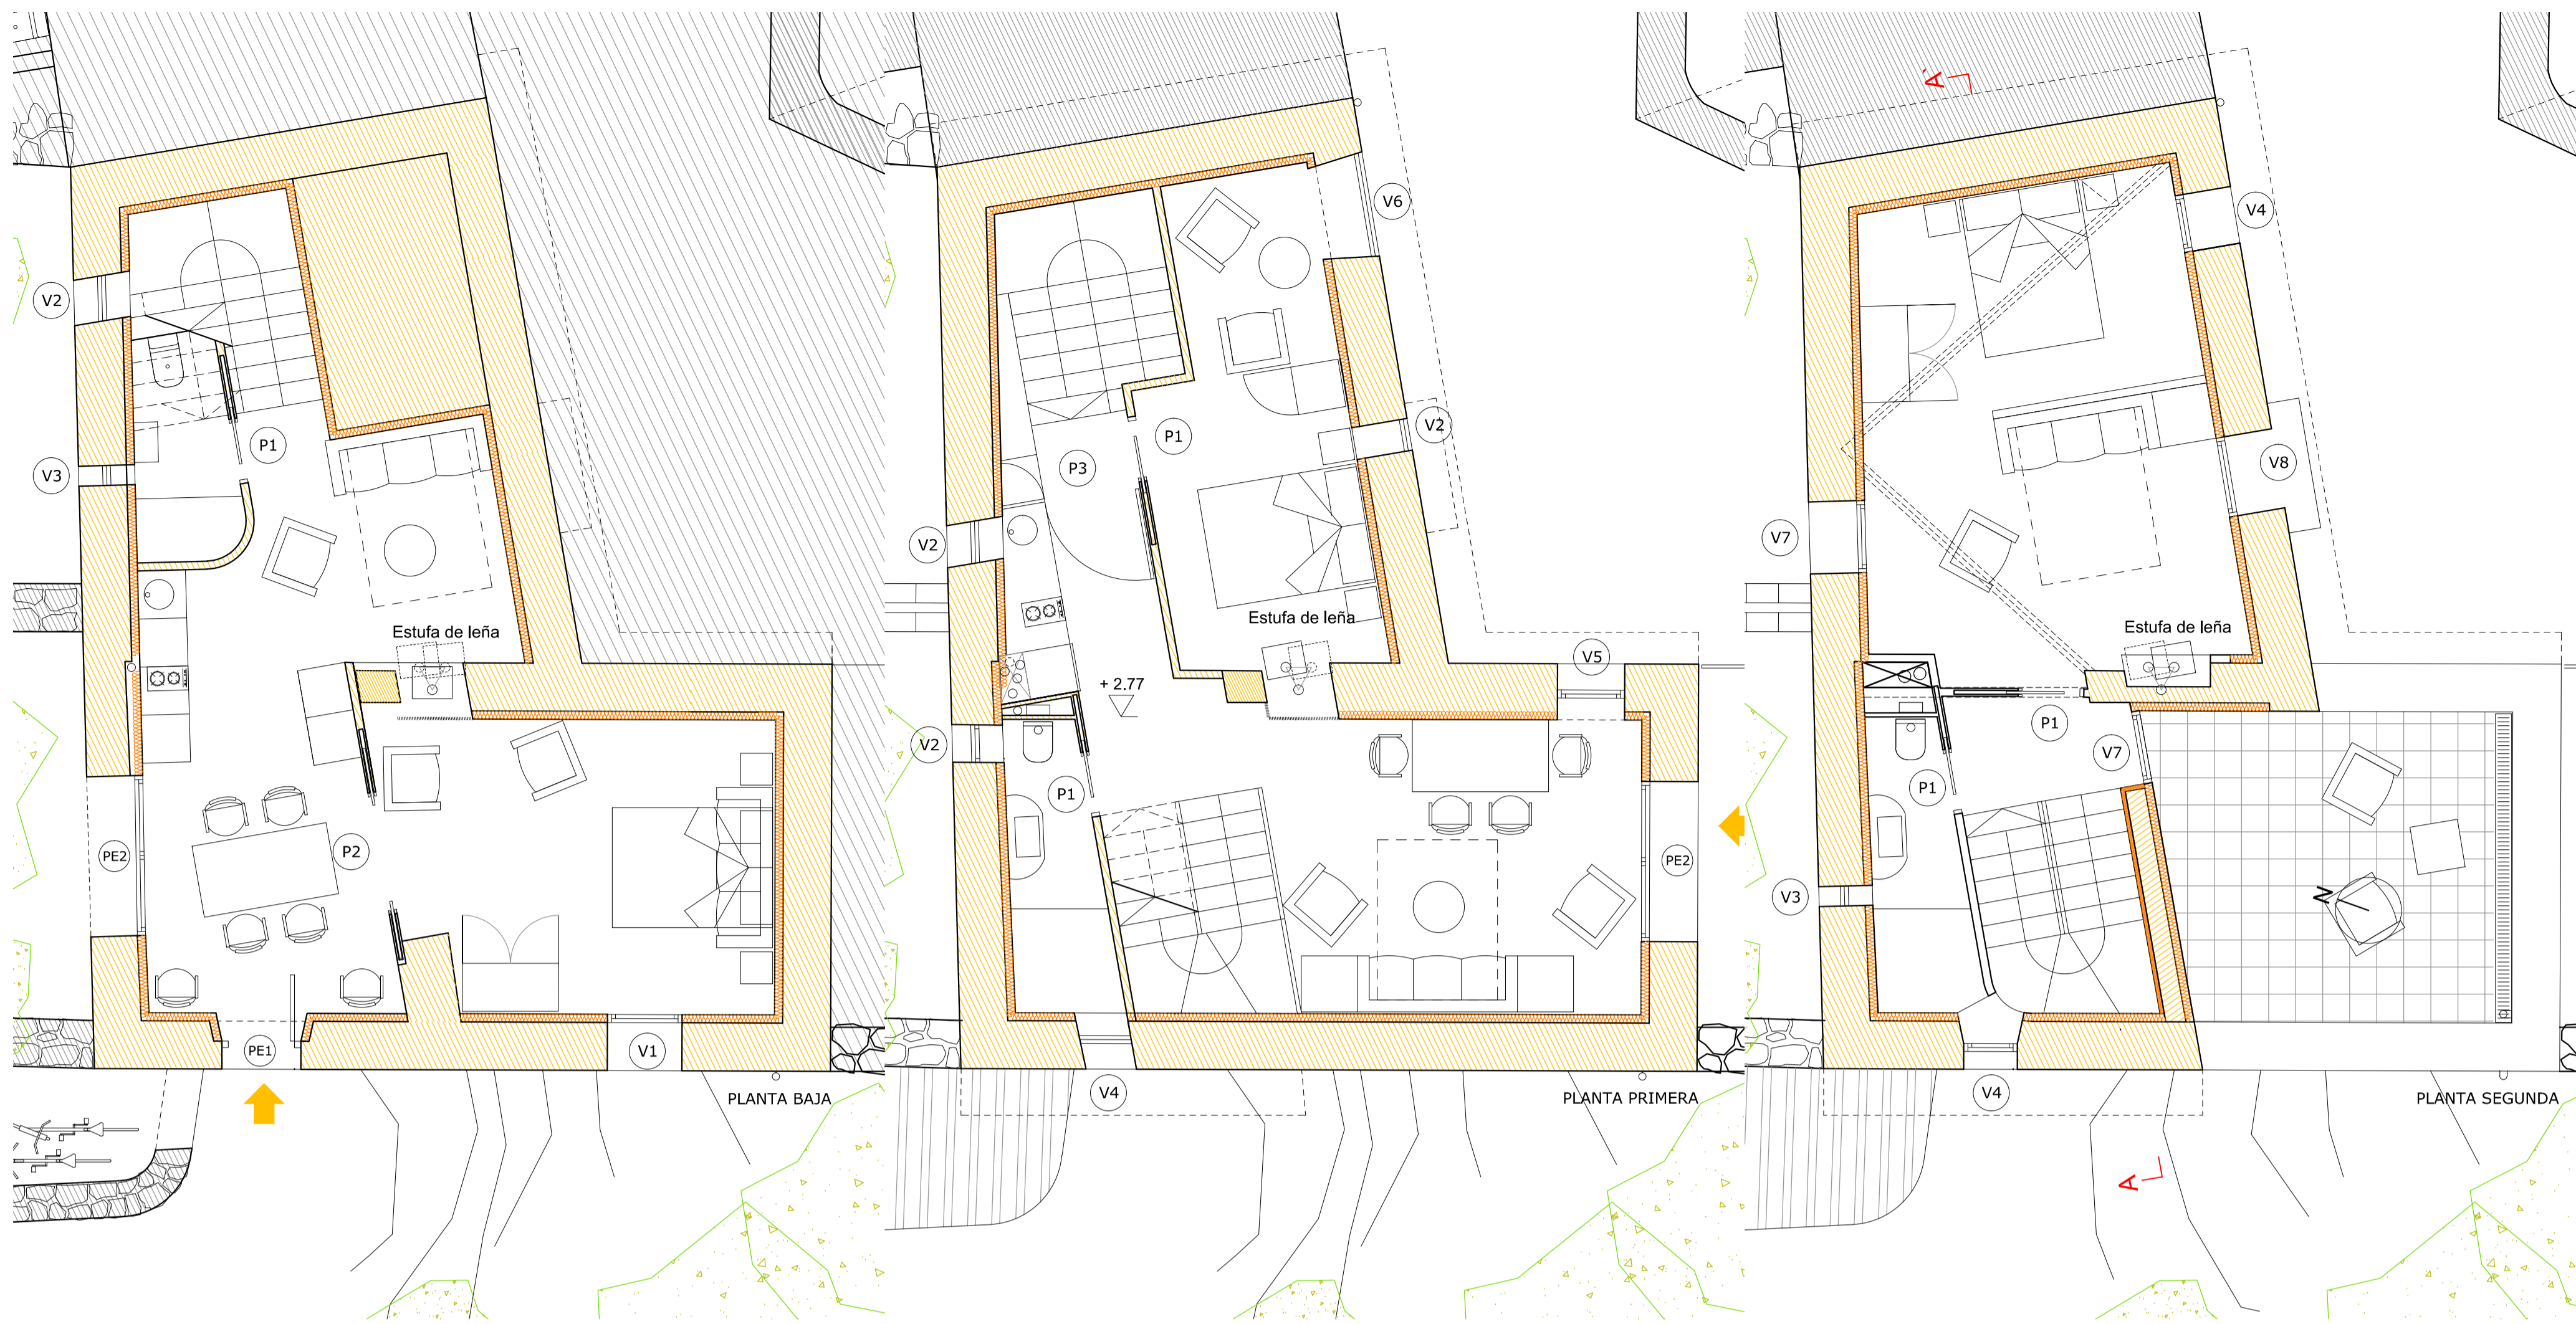 V2
V3
P1
Estufa de leña
PE2
P2
PE1
V1
PLANTA BAJA
V6
P1
V2
P3
V2
Estufa de leña
V5
+ 2.77
V2
P1
PE2
V4
PLANTA PRIMERA
A'
V4
V8
V7
Estufa de leña
P1
V7
P1
V3
N
V4
PLANTA SEGUNDA
A